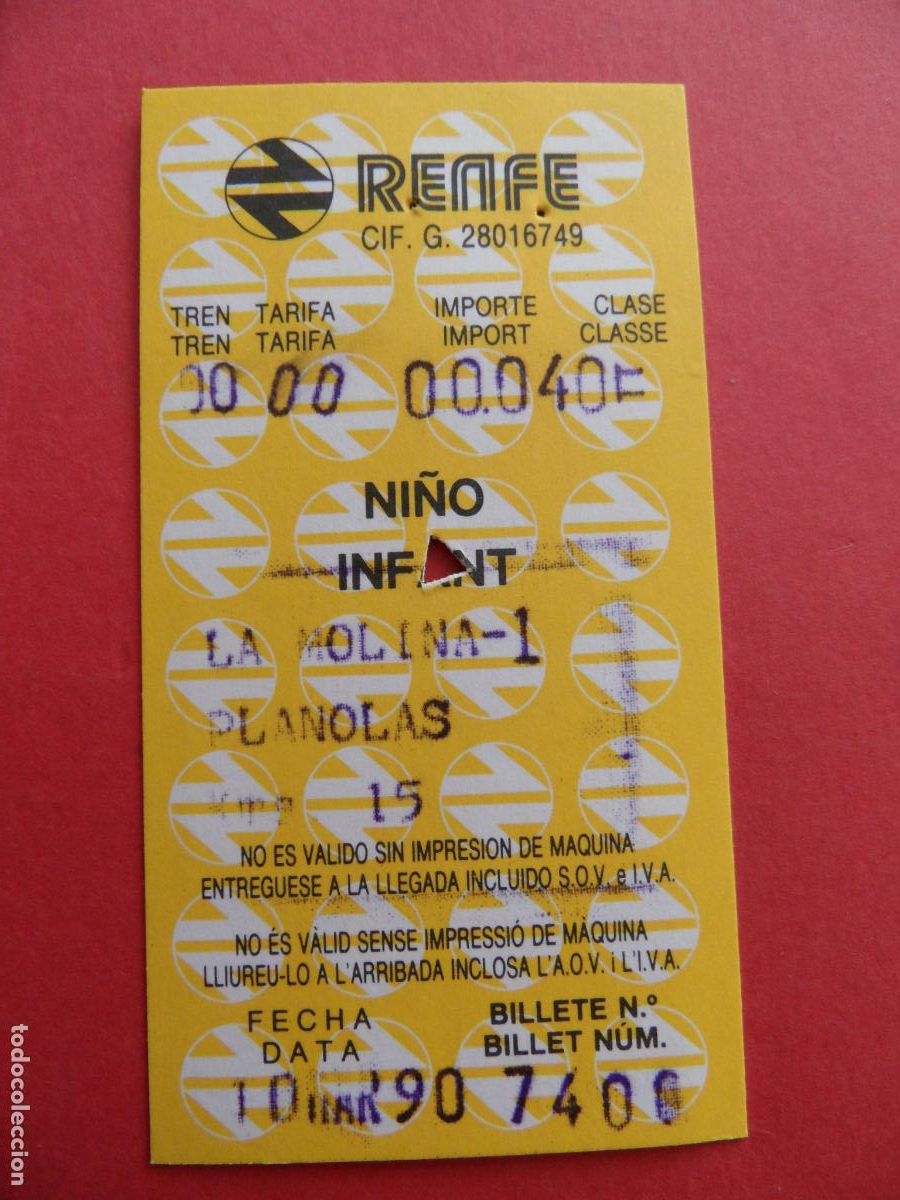 RENFE
CIF. G. 28016749
TREN TARIFA IMPORTE CLASE
TREN TARIFA IMPORT CLASSE
00 00 00.040
NIÑO
INFANT
LA MOLINA-1
PLANOLAS
15
NO ES VALIDO SIN IMPRESION DE MAQUINA
ENTREGUESE A LA LLEGADA INCLUIDO S.O.V. e I.V.A.
NO ÉS VÀLID SENSE IMPRESSIÓ DE MÀQUINA
LLIUREU-LO A L'ARRIBADA INCLOSA L'A.O.V. i L'I.V.A.
FECHA BILLETE N.º
DATA BILLET NÚM.
10 MAR 90
todocoleccion